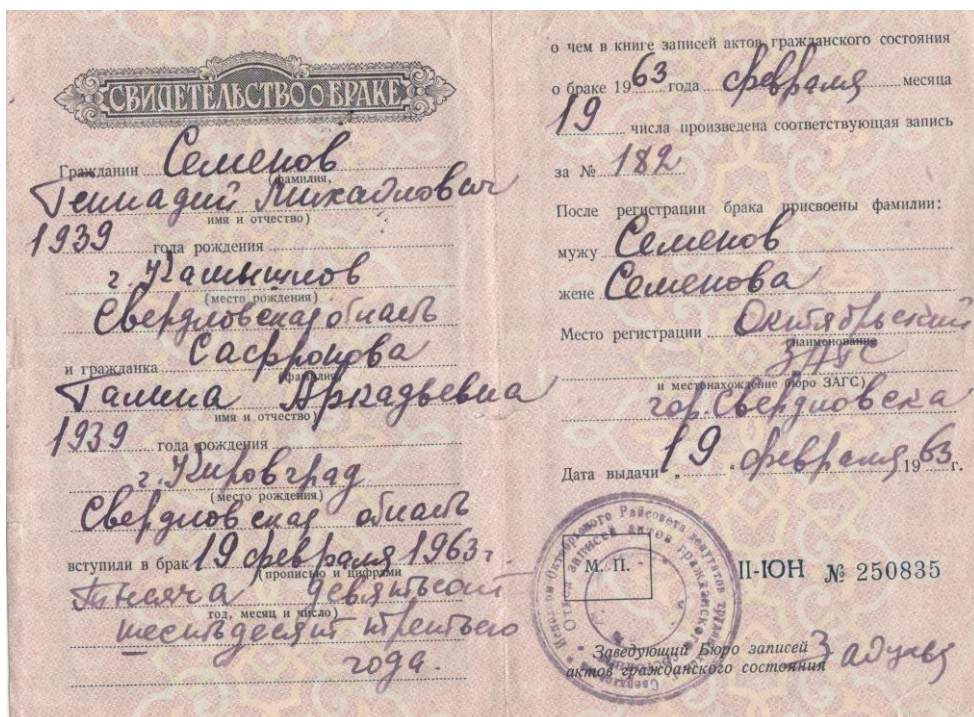 СВИДЕТЕЛЬСТВО О БРАКЕ
Гражданин Семенов
(фамилия,
Геннадий Михайлович
имя и отчество)
1939 года рождения
г. Камышлов
(место рождения)
Свердловская область
и гражданка Сафронова
(фамилия,
Галина Аркадьевна
имя и отчество)
1939 года рождения
г. Кировград
(место рождения)
Свердловская область
вступили в брак 19 февраля 1963 г
(прописью и цифрами
Тысяча девятьсот
год, месяц и число)
шестьдесят третьего
года.
о чем в книге записей актов гражданского состояния
о браке 1963 года февраля месяца
19 числа произведена соответствующая запись
за № 182
После регистрации брака присвоены фамилии:
мужу Семенов
жене Семенова
Место регистрации Октябрьский
(наименование
ЗАГС
и местонахождение бюро ЗАГС)
гор. Свердловска
Дата выдачи „19 “ февраля 1963 г.
М. П.
II-ЮН № 250835
Заведующий Бюро записей
актов гражданского состояния